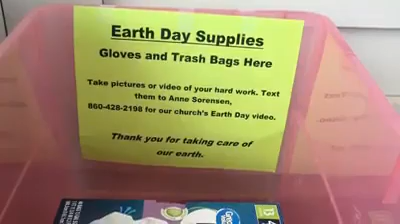 Earth Day Supplies
Gloves and Trash Bags Here
Take pictures or video of your hard work. Text
them to Anne Sorensen,
860-428-2198 for our church's Earth Day video.
Thank you for taking care of
our earth.